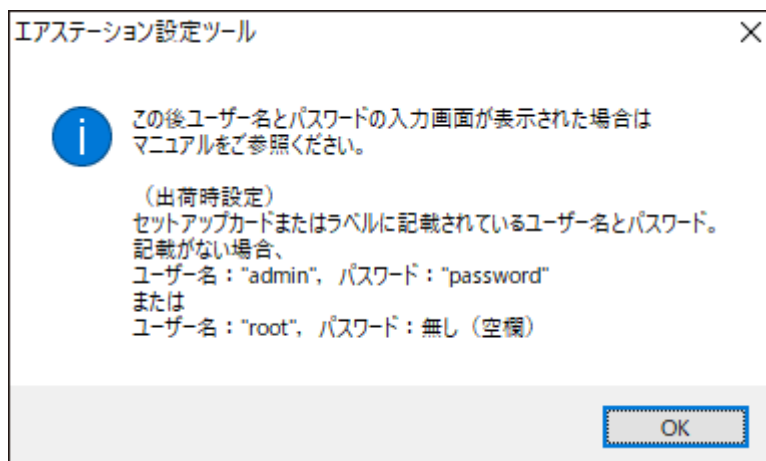 エアステーション設定ツール
この後ユーザー名とパスワードの入力画面が表示された場合は
マニュアルをご参照ください。
（出荷時設定）
セットアップカードまたはラベルに記載されているユーザー名とパスワード。
記載がない場合、
ユーザー名："admin", パスワード："password"
または
ユーザー名："root", パスワード：無し（空欄）
OK